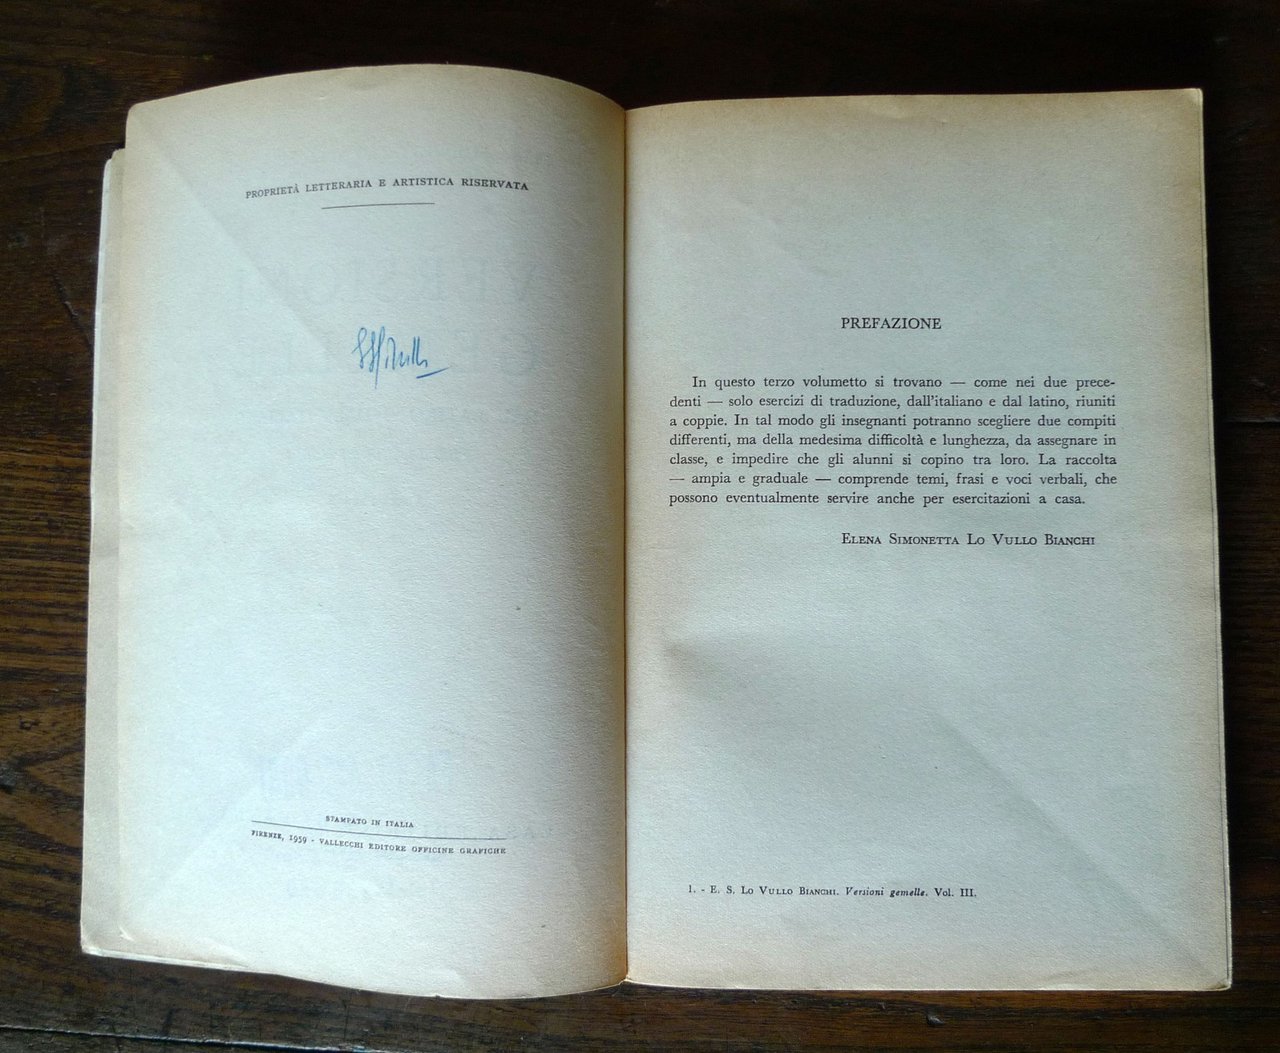 PROPRIETÀ LETTERARIA E ARTISTICA RISERVATA
STAMPATO IN ITALIA
FIRENZE, 1959 - VALLECCHI EDITORE OFFICINE GRAFICHE
PREFAZIONE
In questo terzo volumetto si trovano — come nei due prece-
denti — solo esercizi di traduzione, dall'italiano e dal latino, riuniti
a coppie. In tal modo gli insegnanti potranno scegliere due compiti
differenti, ma della medesima difficoltà e lunghezza, da assegnare in
classe, e impedire che gli alunni si copino tra loro. La raccolta
— ampia e graduale — comprende temi, frasi e voci verbali, che
possono eventualmente servire anche per esercitazioni a casa.
ELENA SIMONETTA LO VULLO BIANCHI
1. - E. S. LO VULLO BIANCHI. Versioni gemelle. Vol. III.